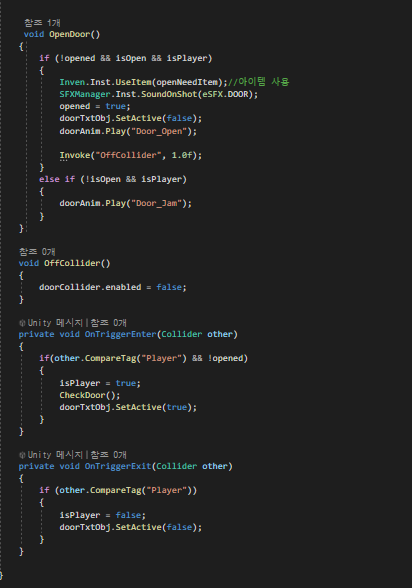 참조 1개
void OpenDoor()
{
if (!opened && isOpen && isPlayer)
{
Inven.Inst.UseItem(openNeedItem);//아이템 사용
SFXManager.Inst.SoundOnShot(eSFX.DOOR);
opened = true;
doorTxtObj.SetActive(false);
doorAnim.Play("Door_Open");
Invoke("OffCollider", 1.0f);
}
else if (!isOpen && isPlayer)
{
doorAnim.Play("Door_Jam");
}
}
참조 0개
void OffCollider()
{
doorCollider.enabled = false;
}
Unity 메시지 | 참조 0개
private void OnTriggerEnter(Collider other)
{
if(other.CompareTag("Player") && !opened)
{
isPlayer = true;
CheckDoor();
doorTxtObj.SetActive(true);
}
}
Unity 메시지 | 참조 0개
private void OnTriggerExit(Collider other)
{
if (other.CompareTag("Player"))
{
isPlayer = false;
doorTxtObj.SetActive(false);
}
}
}